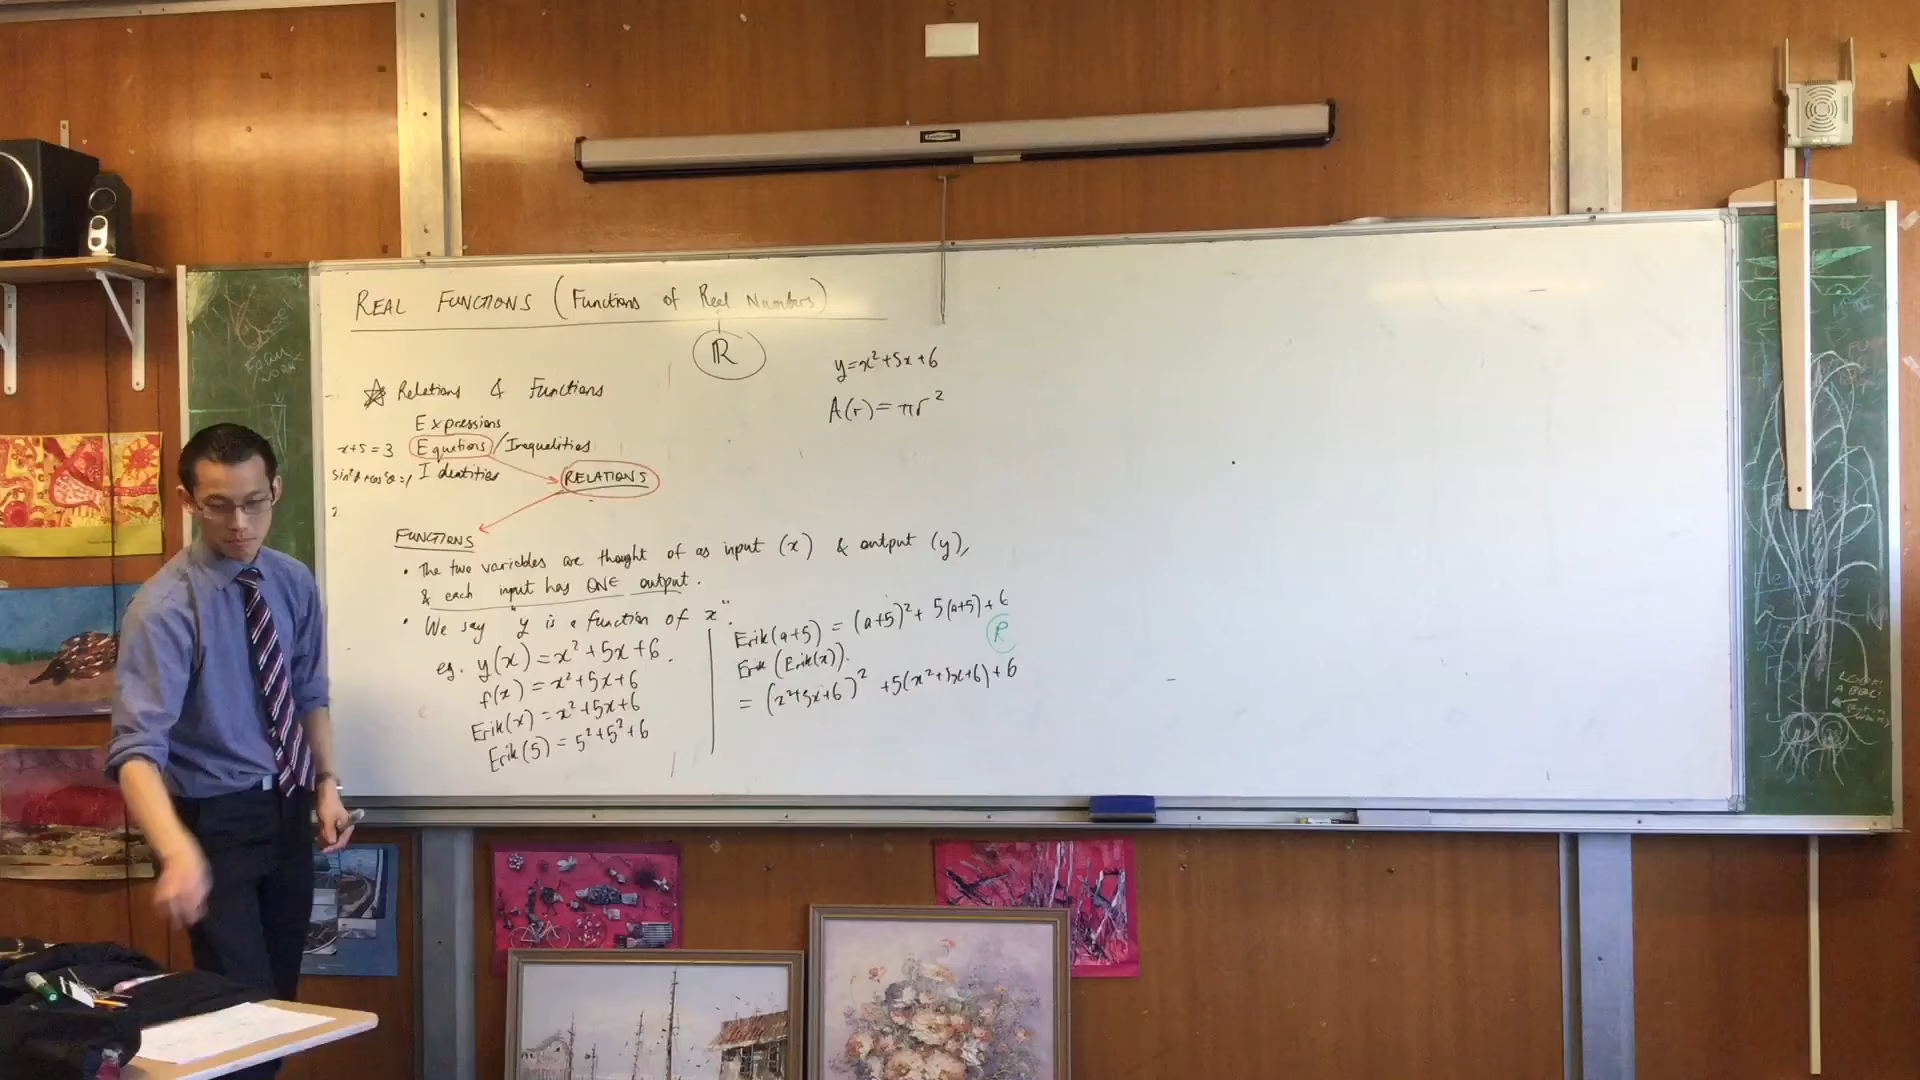 REAL FUNCTIONS (Functions of Real Numbers)
ℝ
y=x²+5x+6
A(r)=πr²
Relations & Functions
Expressions
x+5=3 Equations/Inequalities
Identities
RELATIONS
FUNCTIONS
• The two variables are thought of as input (x) & output (y),
& each input has ONE output.
• We say "y is a function of x".
eg. y(x)=x²+5x+6.
f(x)=x²+5x+6
Erik(x)=x²+5x+6
Erik(5)=5²+5²+6
Erik(a+5)=(a+5)²+5(a+5)+6
R
Erik(Erik(x)).
=(x²+5x+6)²+5(x²+5x+6)+6
EXAM
WORK